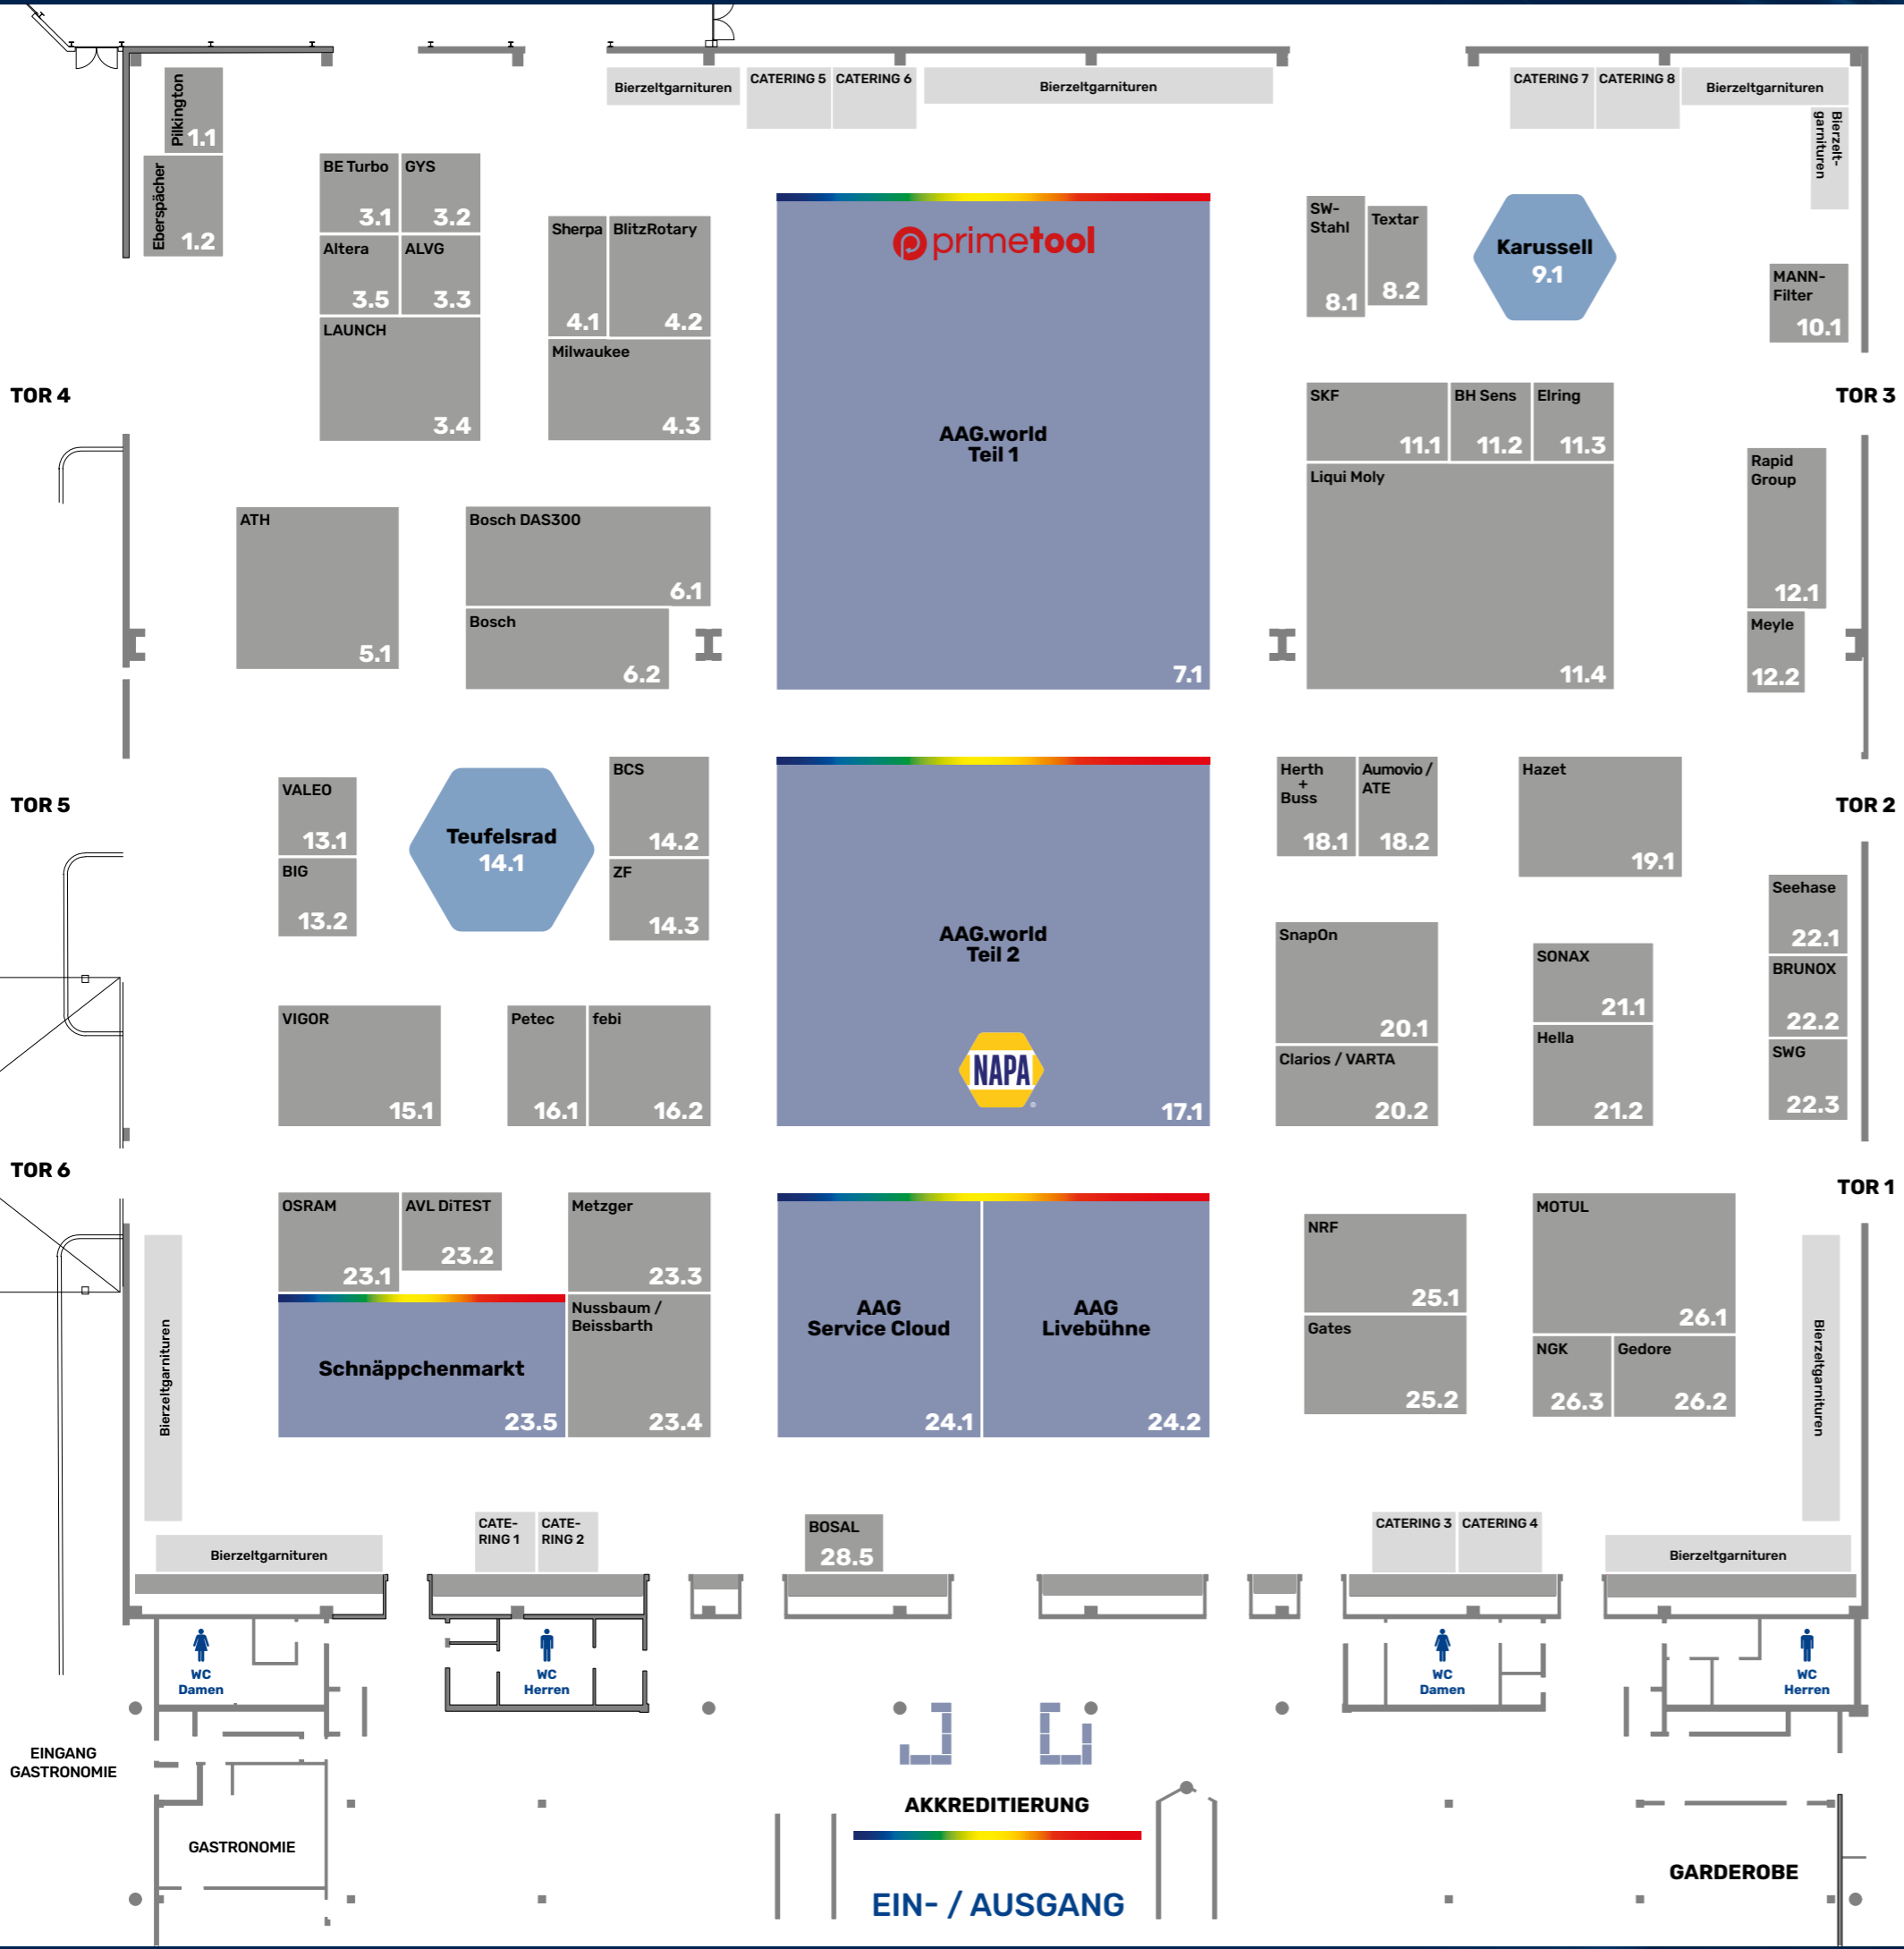 Bierzeltgarnituren
CATERING 5
CATERING 6
Bierzeltgarnituren
CATERING 7
CATERING 8
Bierzeltgarnituren
Bierzelt-
garnituren
Pilkington
1.1
Eberspächer
1.2
BE Turbo
3.1
GYS
3.2
Altera
3.5
ALVG
3.3
LAUNCH
3.4
Sherpa
4.1
BlitzRotary
4.2
Milwaukee
4.3
primetool
AAG.world
Teil 1
7.1
SW-
Stahl
8.1
Textar
8.2
Karussell
9.1
MANN-
Filter
10.1
TOR 4
TOR 3
SKF
11.1
BH Sens
11.2
Elring
11.3
Liqui Moly
11.4
Rapid
Group
12.1
Meyle
12.2
ATH
5.1
Bosch DAS300
6.1
Bosch
6.2
TOR 5
TOR 2
VALEO
13.1
BIG
13.2
Teufelsrad
14.1
BCS
14.2
ZF
14.3
AAG.world
Teil 2
NAPA
®
17.1
Herth
+
Buss
18.1
Aumovio /
ATE
18.2
Hazet
19.1
SnapOn
20.1
Clarios / VARTA
20.2
SONAX
21.1
Hella
21.2
Seehase
22.1
BRUNOX
22.2
SWG
22.3
VIGOR
15.1
Petec
16.1
febi
16.2
TOR 6
TOR 1
OSRAM
23.1
AVL DiTEST
23.2
Metzger
23.3
Nussbaum /
Beissbarth
23.4
Schnäppchenmarkt
23.5
AAG
Service Cloud
24.1
AAG
Livebühne
24.2
NRF
25.1
Gates
25.2
MOTUL
26.1
NGK
26.3
Gedore
26.2
Bierzeltgarnituren
Bierzeltgarnituren
Bierzeltgarnituren
CATE-
RING 1
CATE-
RING 2
BOSAL
28.5
CATERING 3
CATERING 4
Bierzeltgarnituren
WC
Damen
WC
Herren
WC
Damen
WC
Herren
EINGANG
GASTRONOMIE
GASTRONOMIE
AKKREDITIERUNG
EIN- / AUSGANG
GARDEROBE